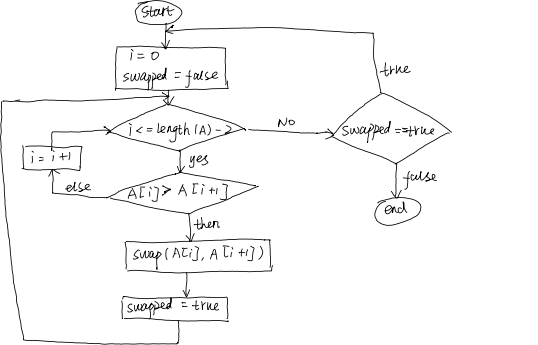 start
i = 0
swapped = false
i <= length (A) - 2
No
swapped == true
true
false
end
yes
i = i + 1
else
A[i] > A[i+1]
then
swap (A[i], A[i+1])
swapped = true